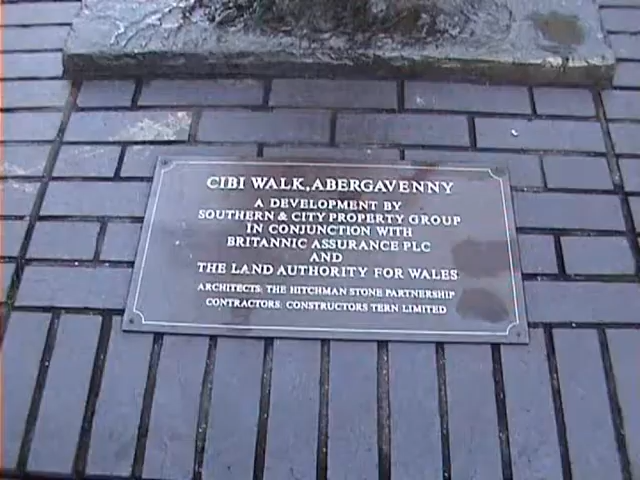 CIBI WALK, ABERGAVENNY
A DEVELOPMENT BY
SOUTHERN & CITY PROPERTY GROUP
IN CONJUNCTION WITH
BRITANNIC ASSURANCE PLC
AND
THE LAND AUTHORITY FOR WALES
ARCHITECTS: THE HITCHMAN STONE PARTNERSHIP
CONTRACTORS: CONSTRUCTORS TERN LIMITED